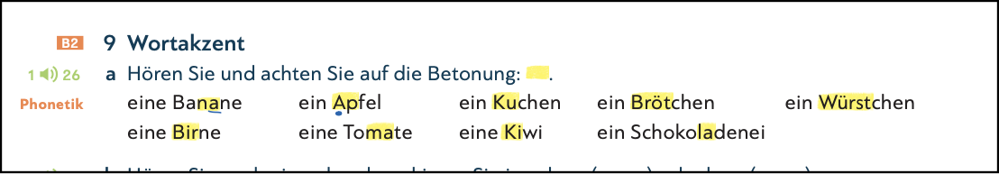 B2 9 Wortakzent
1 26 a Hören Sie und achten Sie auf die Betonung: .
Phonetik eine Banane ein Apfel ein Kuchen ein Brötchen ein Würstchen
eine Birne eine Tomate eine Kiwi ein Schokoladenei